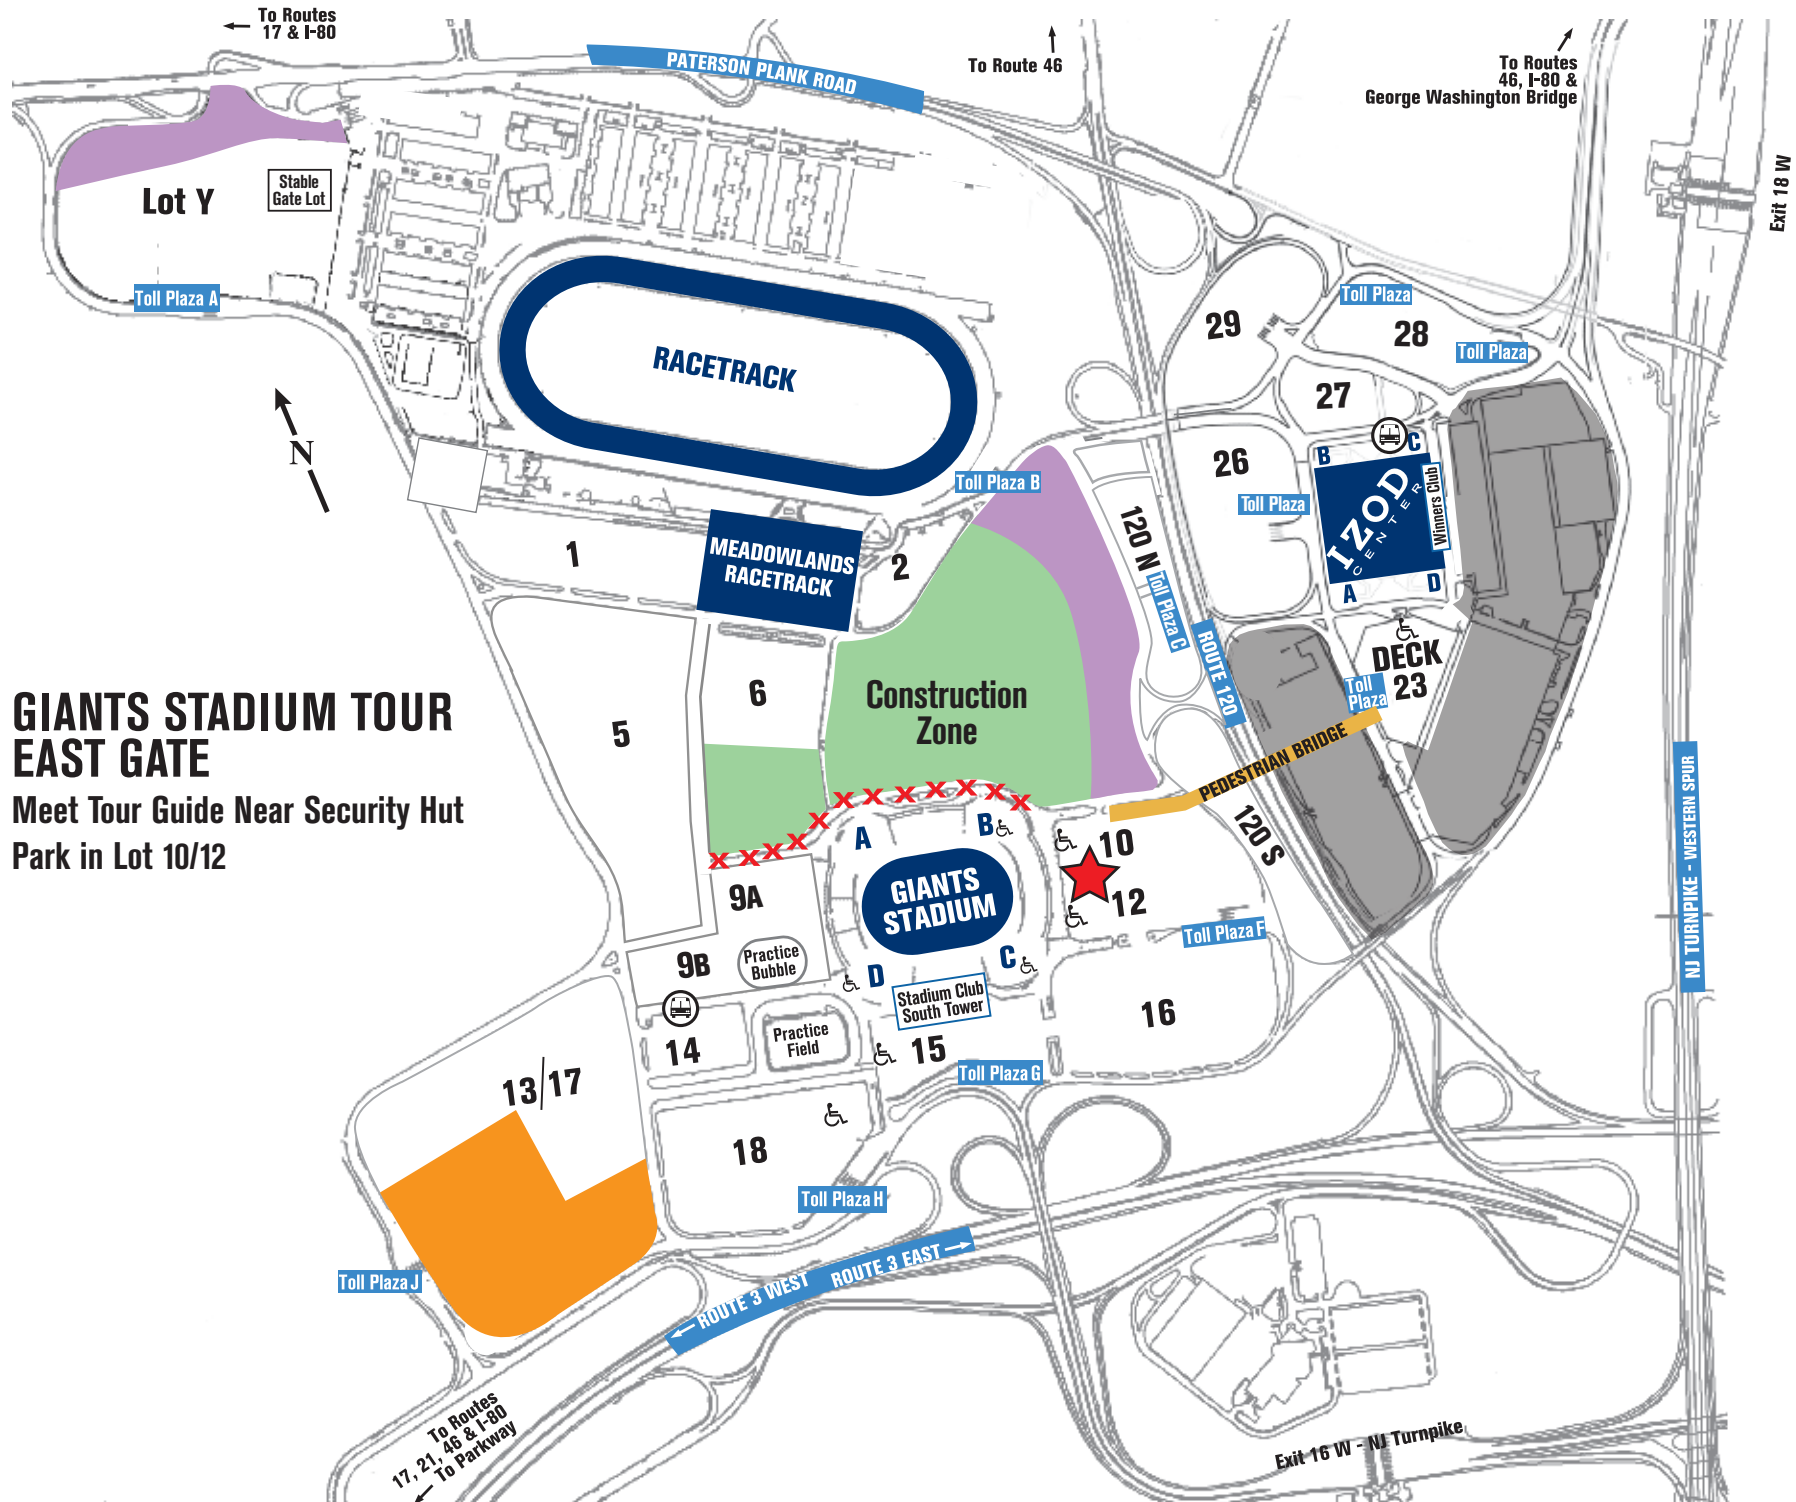 To Routes
17 & I-80
PATERSON PLANK ROAD
To Route 46
To Routes
46, I-80 &
George Washington Bridge
Exit 18 W
Lot Y
Stable
Gate Lot
Toll Plaza A
RACETRACK
N
29
Toll Plaza
28
Toll Plaza
27
26
Toll Plaza
B
C
IZOD
CENTER
Winners Club
A
D
Toll Plaza B
120 N
Toll Plaza C
ROUTE 120
1
MEADOWLANDS
RACETRACK
2
DECK
23
Toll
Plaza
GIANTS STADIUM TOUR
EAST GATE
Meet Tour Guide Near Security Hut
Park in Lot 10/12
5
6
Construction
Zone
PEDESTRIAN BRIDGE
120 S
NJ TURNPIKE - WESTERN SPUR
X X X X X X X X X X X X
A
B
10
12
GIANTS
STADIUM
9A
9B
Practice
Bubble
D
C
Toll Plaza F
Stadium Club
South Tower
14
Practice
Field
15
16
Toll Plaza G
13/17
18
Toll Plaza H
Toll Plaza J
ROUTE 3 WEST
ROUTE 3 EAST
To Routes
17, 21, 46 & I-80
To Parkway
Exit 16 W - NJ Turnpike